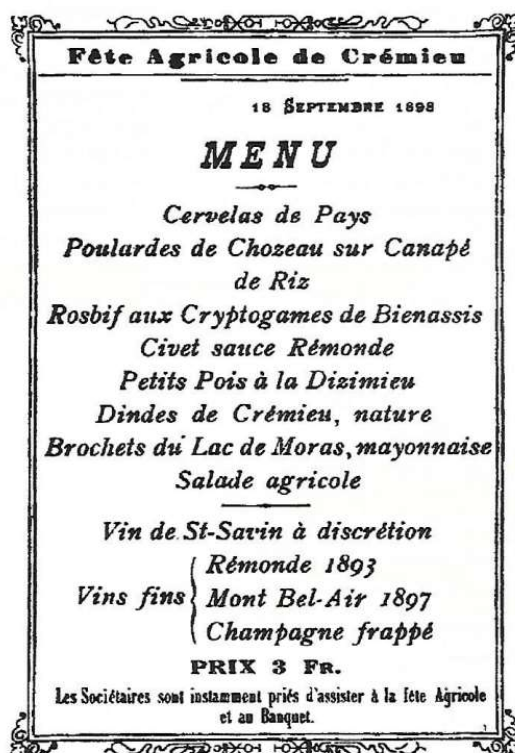 Fête Agricole de Crémieu
18 SEPTEMBRE 1898
MENU
Cervelas de Pays
Poulardes de Chozeau sur Canapé
de Riz
Rosbif aux Cryptogames de Bienassis
Civet sauce Rémonde
Petits Pois à la Dizimieu
Dindes de Crémieu, nature
Brochets du Lac de Moras, mayonnaise
Salade agricole
Vin de St-Savin à discrétion
Rémonde 1893
Vins fins Mont Bel-Air 1897
Champagne frappé
PRIX 3 FR.
Les Sociétaires sont instamment priés d'assister à la fête Agricole
et au Banquet.